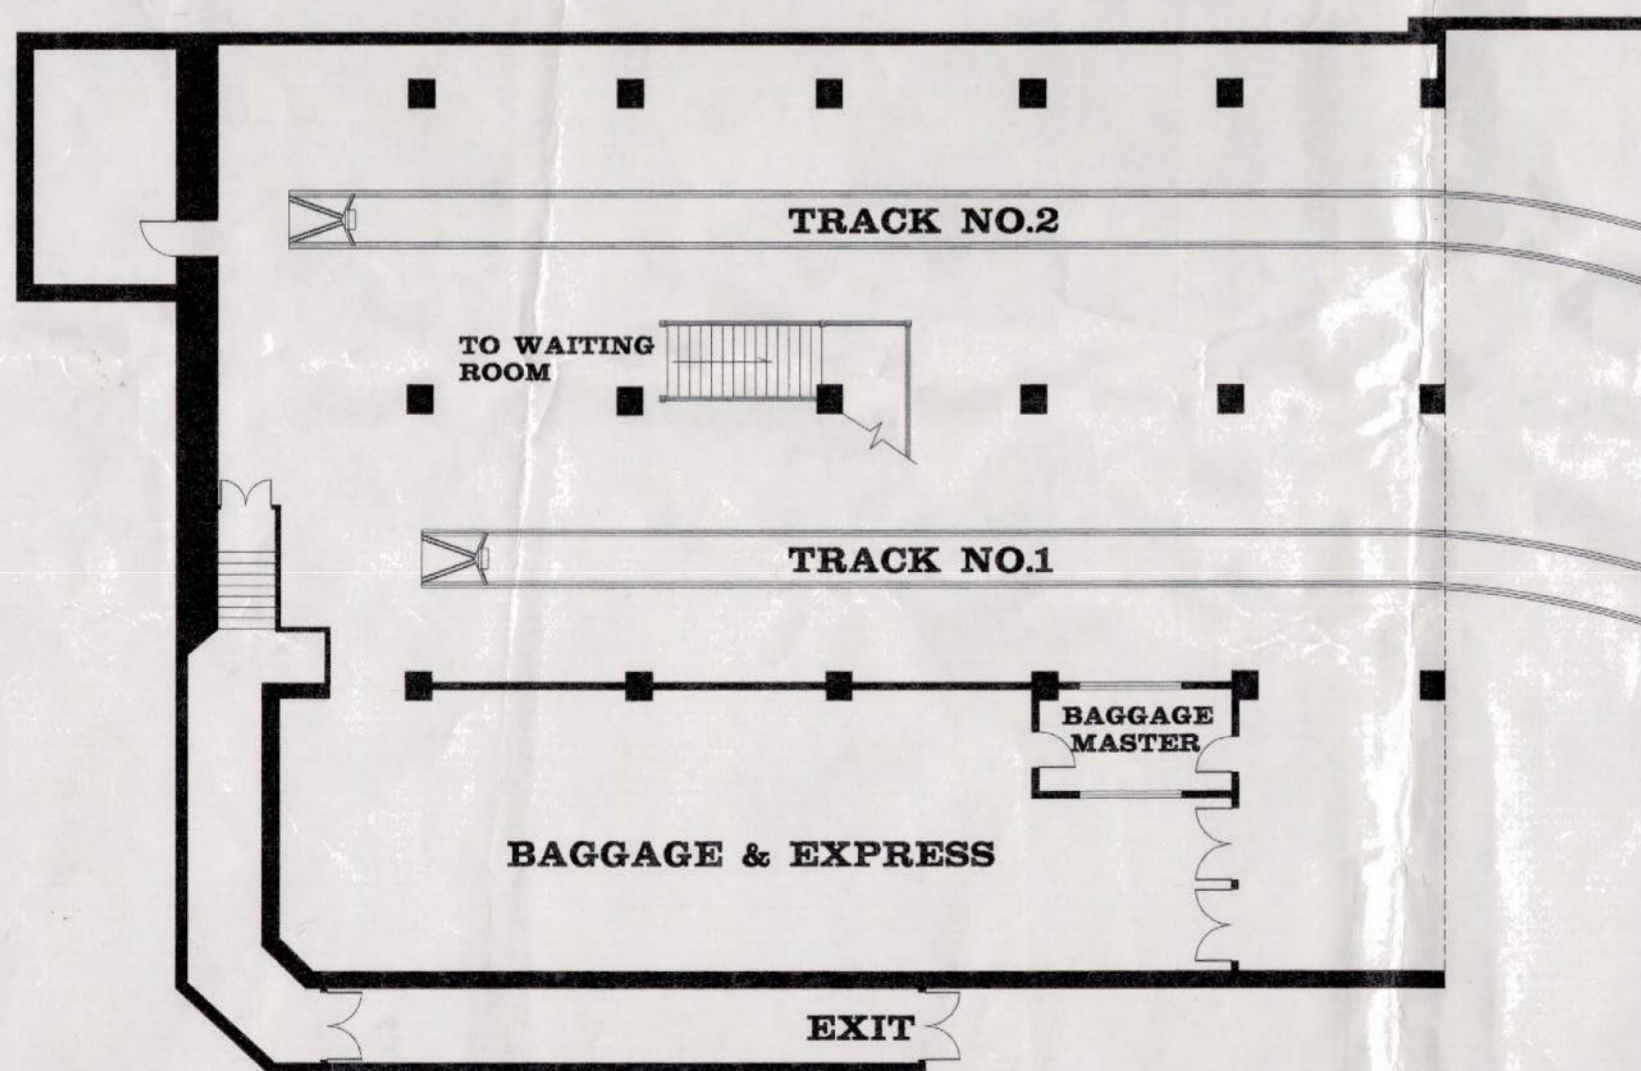 TRACK NO.2
TO WAITING
ROOM
TRACK NO.1
BAGGAGE
MASTER
BAGGAGE & EXPRESS
EXIT